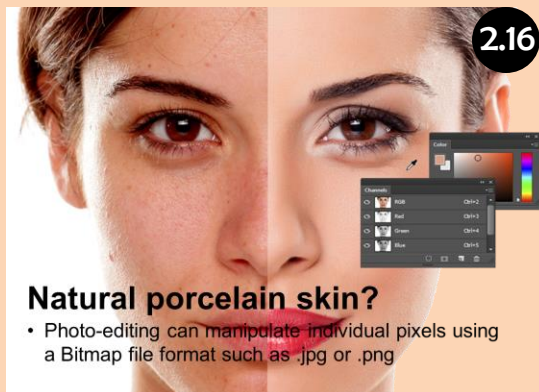 2.16
Color
Channels
RGB Ctrl+2
Red Ctrl+3
Green Ctrl+4
Blue Ctrl+5
Natural porcelain skin?
• Photo-editing can manipulate individual pixels using
a Bitmap file format such as .jpg or .png